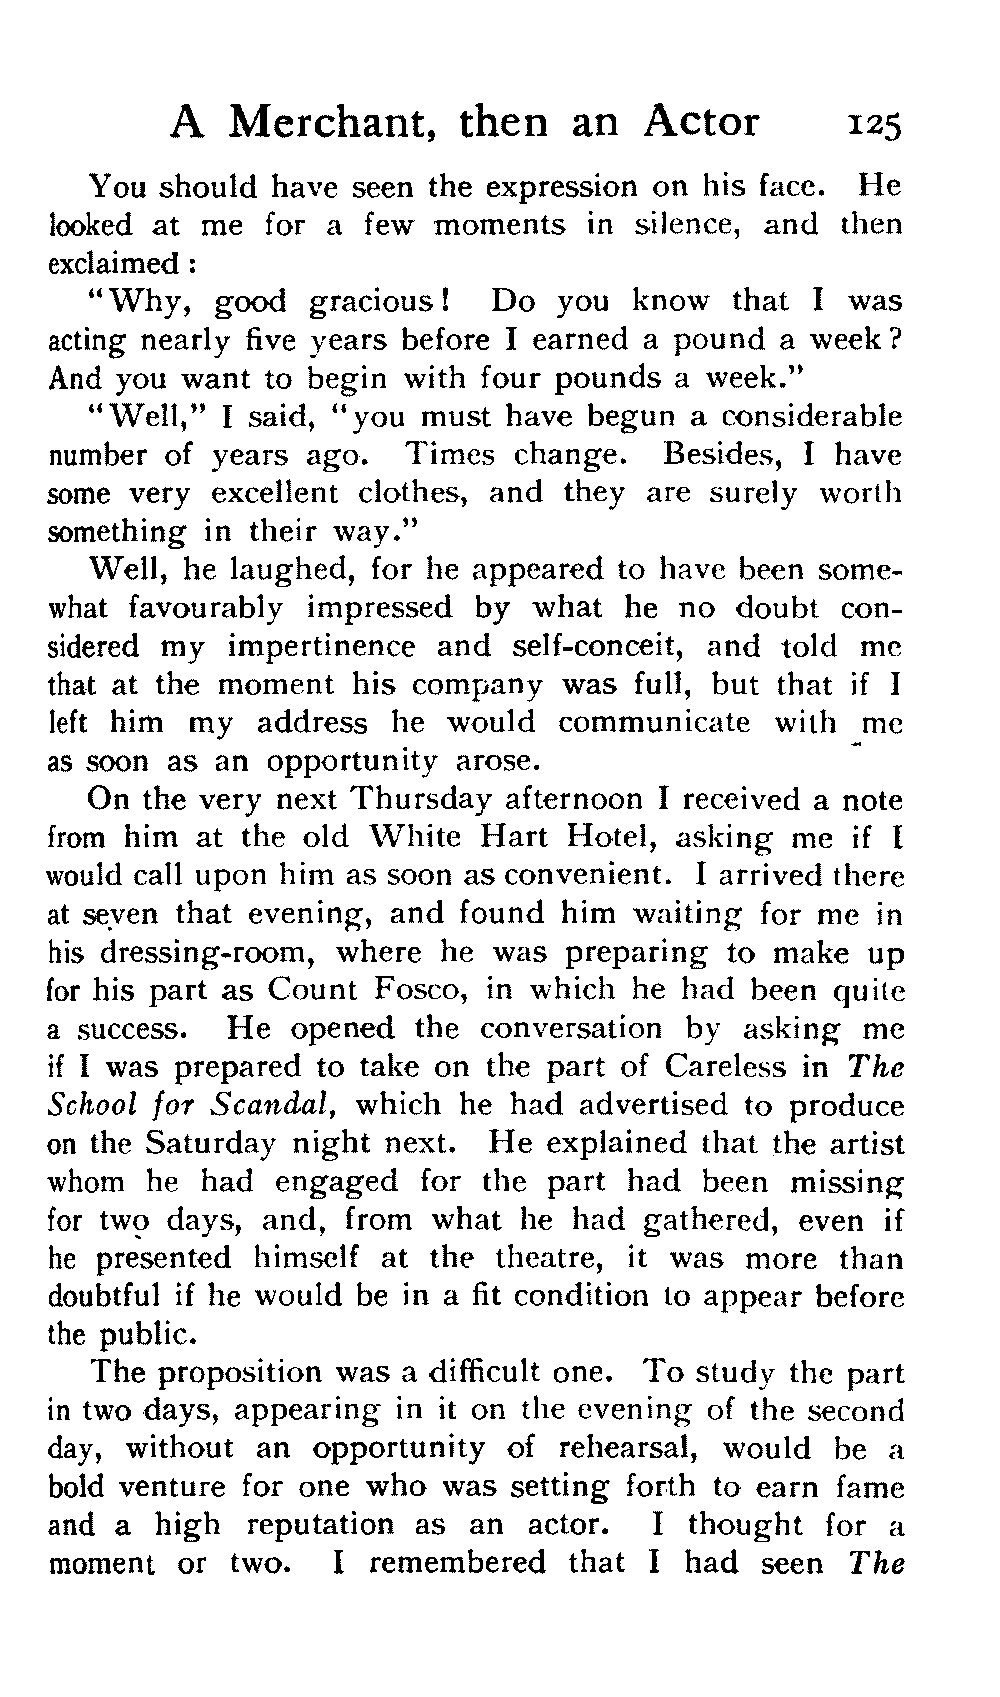 A Merchant, then an Actor 125
You should have seen the expression on his face. He
looked at me for a few moments in silence, and then
exclaimed :
"Why, good gracious! Do you know that I was
acting nearly five years before I earned a pound a week?
And you want to begin with four pounds a week."
"Well," I said, "you must have begun a considerable
number of years ago. Times change. Besides, I have
some very excellent clothes, and they are surely worth
something in their way."
Well, he laughed, for he appeared to have been some-
what favourably impressed by what he no doubt con-
sidered my impertinence and self-conceit, and told me
that at the moment his company was full, but that if I
left him my address he would communicate with me
as soon as an opportunity arose.
On the very next Thursday afternoon I received a note
from him at the old White Hart Hotel, asking me if I
would call upon him as soon as convenient. I arrived there
at seven that evening, and found him waiting for me in
his dressing-room, where he was preparing to make up
for his part as Count Fosco, in which he had been quite
a success. He opened the conversation by asking me
if I was prepared to take on the part of Careless in The
School for Scandal, which he had advertised to produce
on the Saturday night next. He explained that the artist
whom he had engaged for the part had been missing
for two days, and, from what he had gathered, even if
he presented himself at the theatre, it was more than
doubtful if he would be in a fit condition to appear before
the public.
The proposition was a difficult one. To study the part
in two days, appearing in it on the evening of the second
day, without an opportunity of rehearsal, would be a
bold venture for one who was setting forth to earn fame
and a high reputation as an actor. I thought for a
moment or two. I remembered that I had seen The